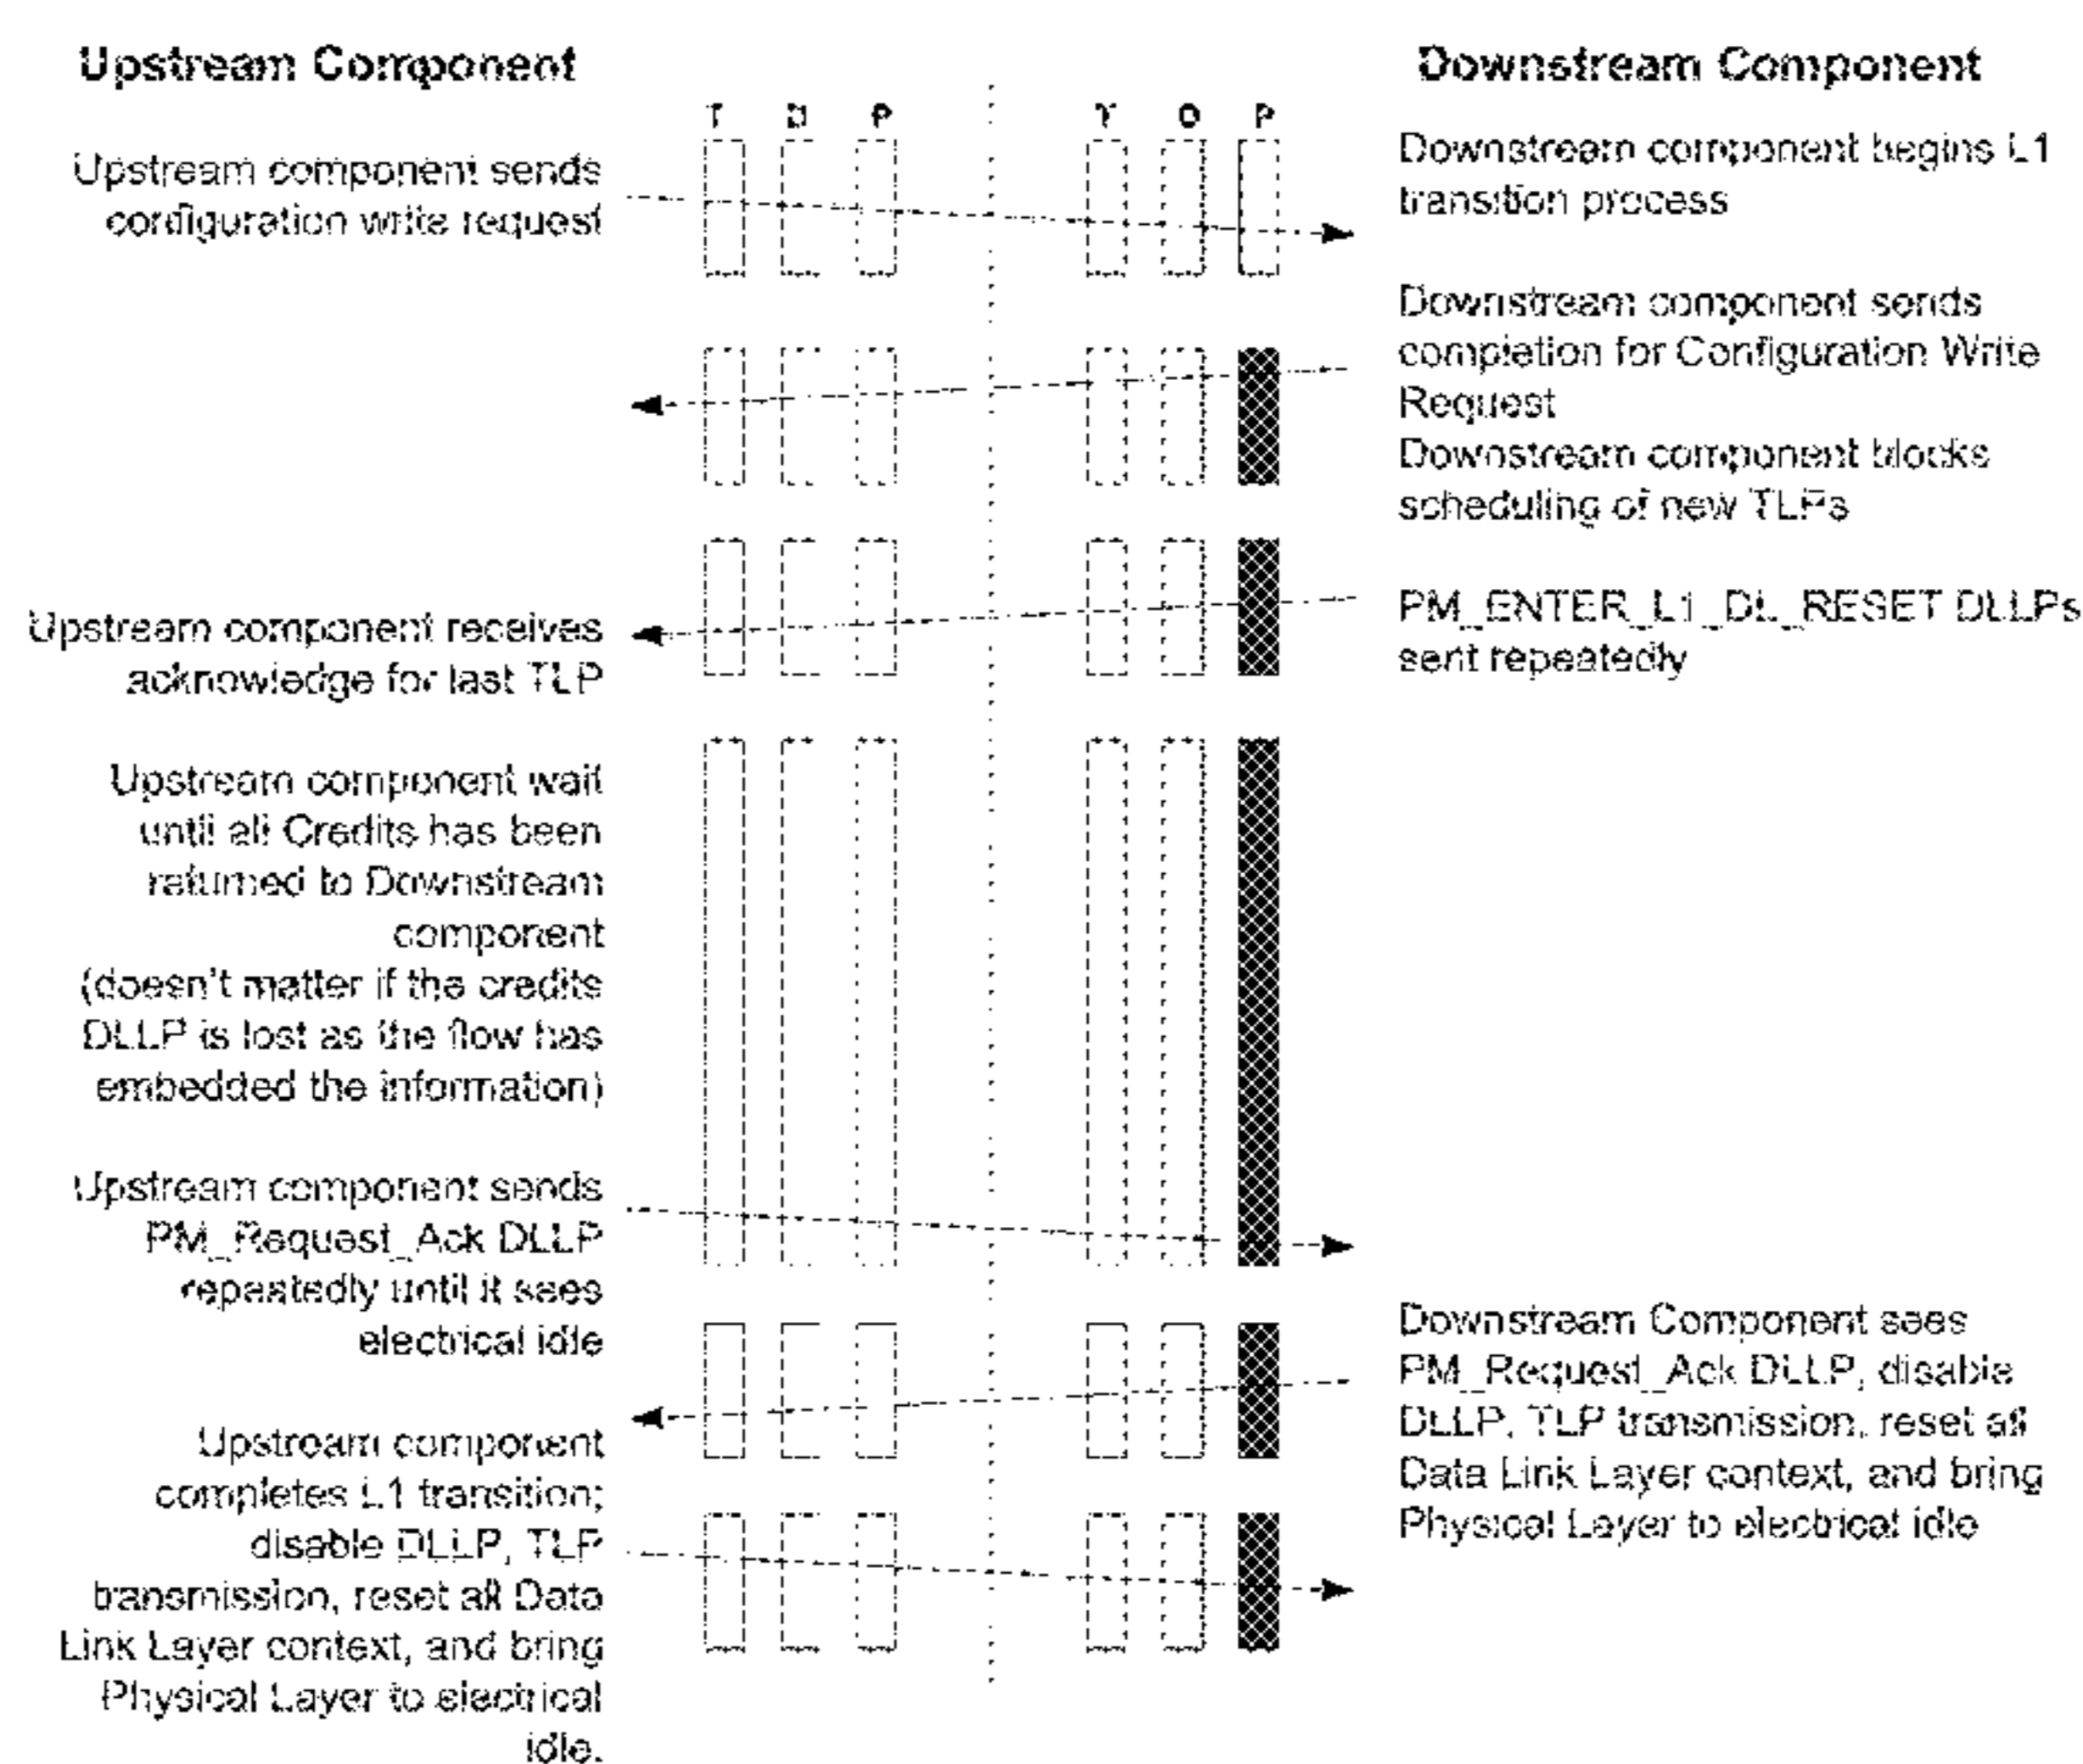 Upstream Component
Downstream Component
T D P
T D P
Upstream component sends
configuration write request
Downstream component begins L1
transition process
Downstream component sends
completion for Configuration Write
Request
Downstream component blocks
scheduling of new TLPs
Upstream component receives
acknowledge for last TLP
PM_ENTER_L1_DL_RESET DLLPs
sent repeatedly
Upstream component wait
until all Credits has been
returned to Downstream
component
(doesn't matter if the credits
DLLP is lost as the flow has
embedded the information)
Upstream component sends
PM_Request_Ack DLLP
repeatedly until it sees
electrical idle
Downstream Component sees
PM_Request_Ack DLLP, disable
DLLP, TLP transmission, reset all
Data Link Layer context, and bring
Physical Layer to electrical idle
Upstream component
completes L1 transition;
disable DLLP, TLP
transmission, reset all Data
Link Layer context, and bring
Physical Layer to electrical
idle.